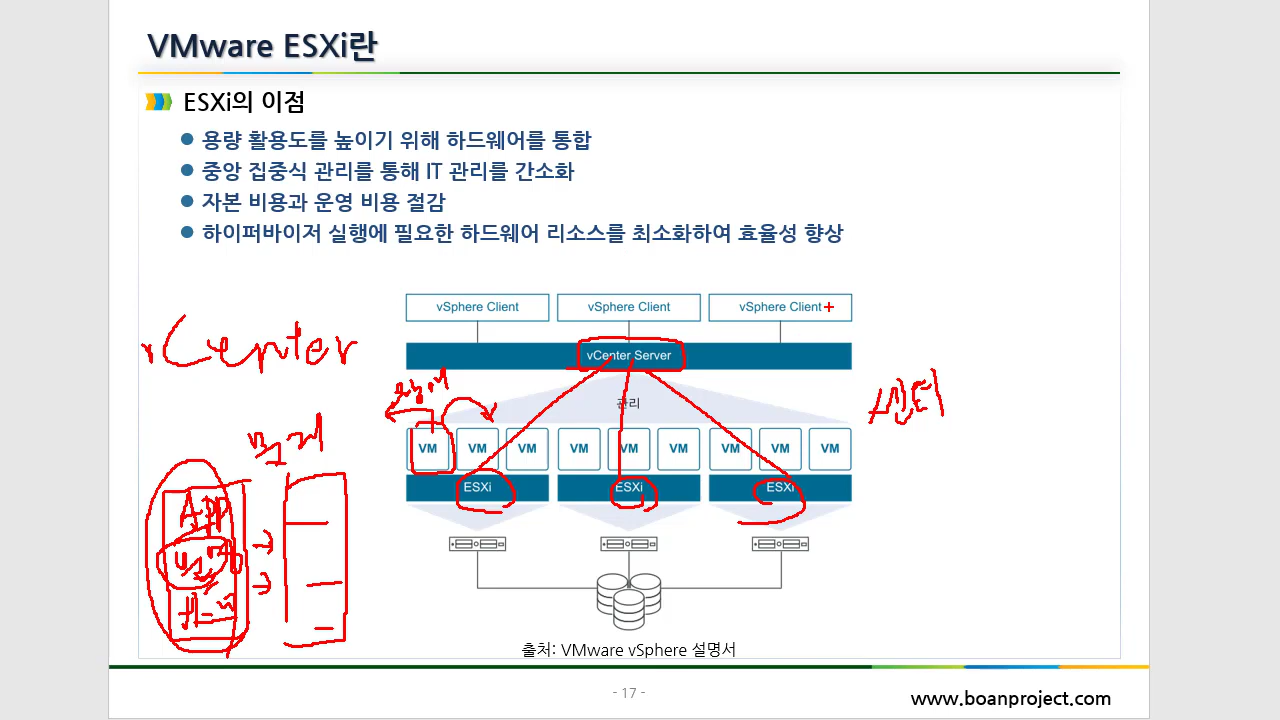 VMware ESXi란
ESXi의 이점
용량 활용도를 높이기 위해 하드웨어를 통합
중앙 집중식 관리를 통해 IT 관리를 간소화
자본 비용과 운영 비용 절감
하이퍼바이저 실행에 필요한 하드웨어 리소스를 최소화하여 효율성 향상
vSphere Client vSphere Client vSphere Client
vCenter
vCenter Server
관리
센터
VM VM VM VM VM VM VM VM VM
ESXi ESXi ESXi
App
출처: VMware vSphere 설명서
- 17 -
www.boanproject.com